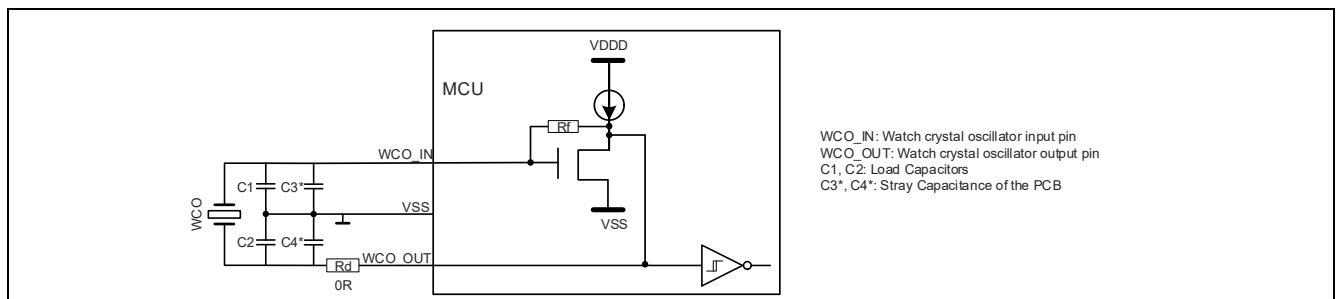 VDDD
MCU
Rf
WCO_IN
C1
C3*
WCO
VSS
VSS
C2
C4*
WCO_OUT
Rd
0R
WCO_IN: Watch crystal oscillator input pin
WCO_OUT: Watch crystal oscillator output pin
C1, C2: Load Capacitors
C3*, C4*: Stray Capacitance of the PCB